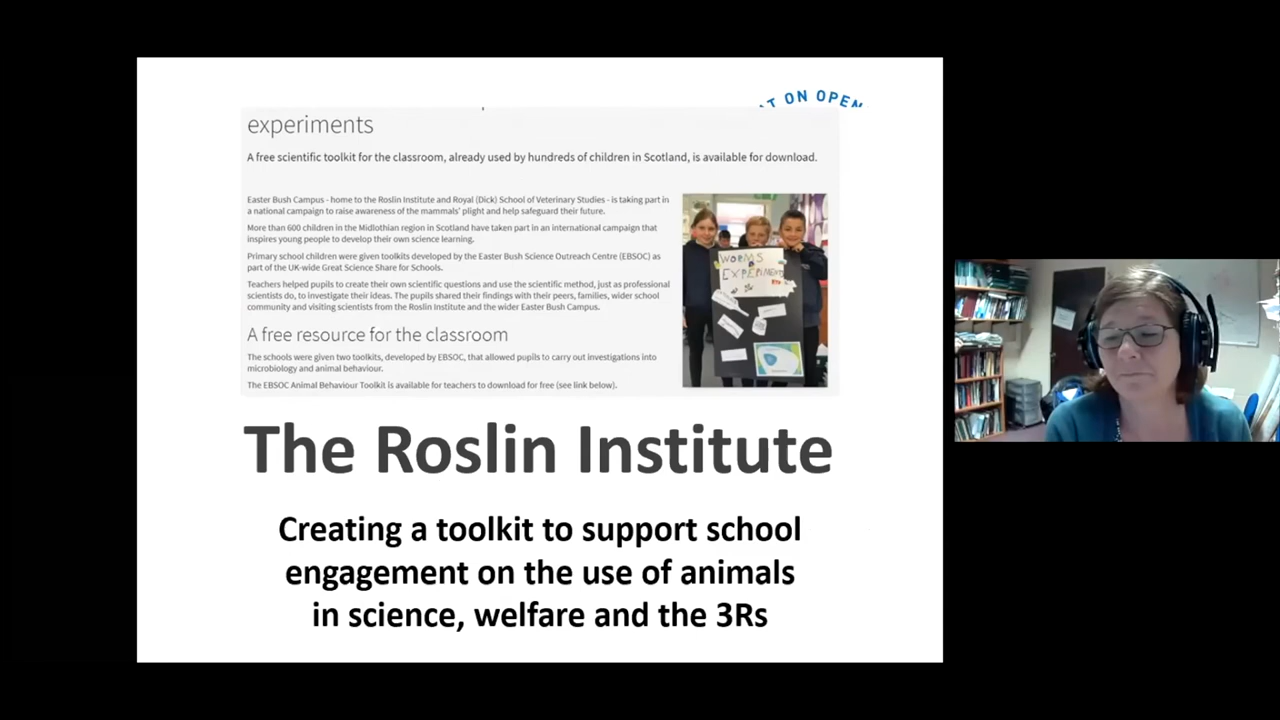 AT ON OPEN
experiments
A free scientific toolkit for the classroom, already used by hundreds of children in Scotland, is available for download.
Easter Bush Campus - home to the Roslin Institute and Royal (Dick) School of Veterinary Studies - is taking part in
a national campaign to raise awareness of the mammals' plight and help safeguard their future.
More than 600 children in the Midlothian region in Scotland have taken part in an international campaign that
inspires young people to develop their own science learning.
Primary school children were given toolkits developed by the Easter Bush Science Outreach Centre (EBSOC) as
part of the UK-wide Great Science Share for Schools.
Teachers helped pupils to create their own scientific questions and use the scientific method, just as professional
scientists do, to investigate their ideas. The pupils shared their findings with their peers, families, wider school
community and visiting scientists from the Roslin Institute and the wider Easter Bush Campus.
A free resource for the classroom
The schools were given two toolkits, developed by EBSOC, that allowed pupils to carry out investigations into
microbiology and animal behaviour.
The EBSOC Animal Behaviour Toolkit is available for teachers to download for free (see link below).
WORMS
EXPERIMENT
The Roslin Institute
Creating a toolkit to support school
engagement on the use of animals
in science, welfare and the 3Rs